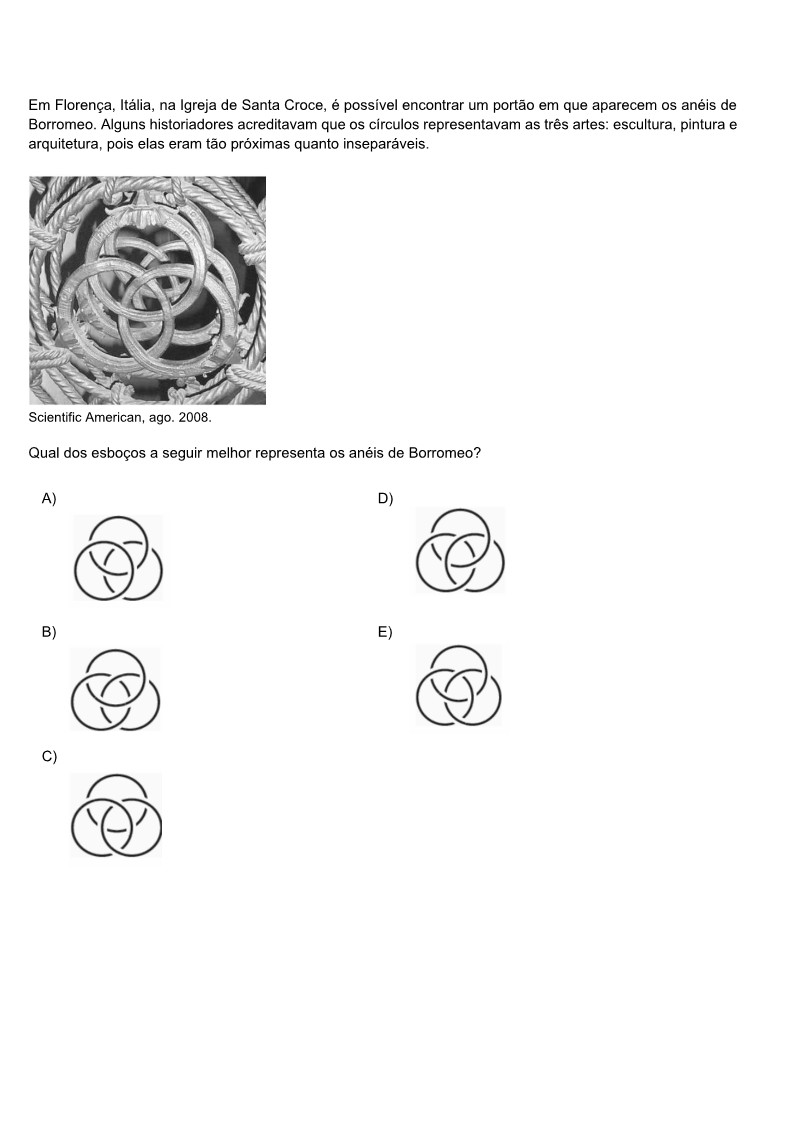 Em Florença, Itália, na Igreja de Santa Croce, é possível encontrar um portão em que aparecem os anéis de
Borromeo. Alguns historiadores acreditavam que os círculos representavam as três artes: escultura, pintura e
arquitetura, pois elas eram tão próximas quanto inseparáveis.
Scientific American, ago. 2008.
Qual dos esboços a seguir melhor representa os anéis de Borromeo?
A)
B)
C)
D)
E)